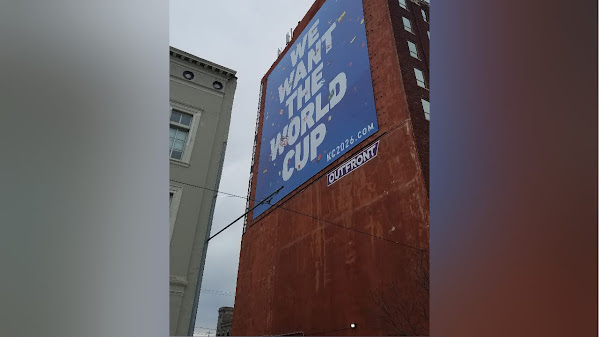 WE
WANT
THE
WORLD
CUP
KC2026.COM
OUTFRONT